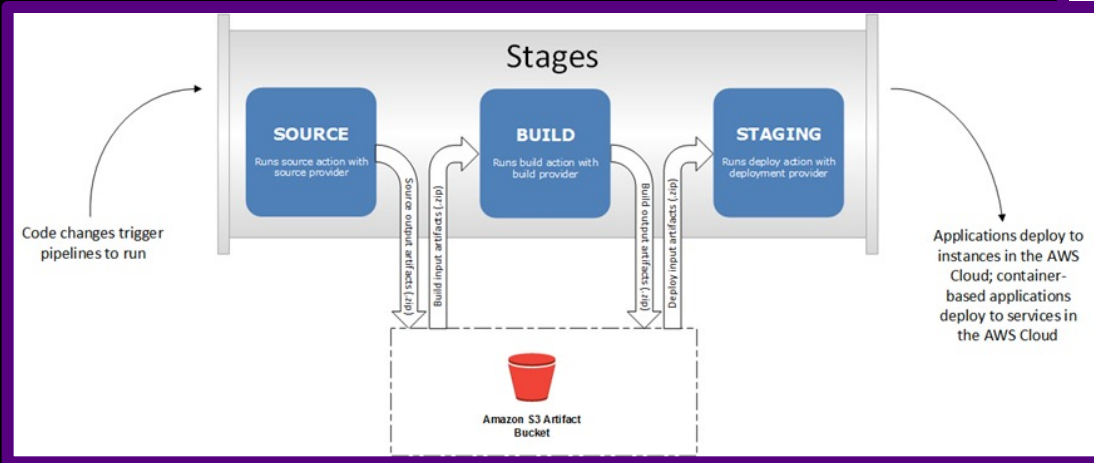 Stages
SOURCE
Runs source action with
source provider
BUILD
Runs build action with
build provider
STAGING
Runs deploy action with
deployment provider
Code changes trigger
pipelines to run
Source output artifacts (.zip)
Build input artifacts (.zip)
Build output artifacts (.zip)
Deploy input artifacts (.zip)
Applications deploy to
instances in the AWS
Cloud; container-
based applications
deploy to services in
the AWS Cloud
Amazon S3 Artifact
Bucket